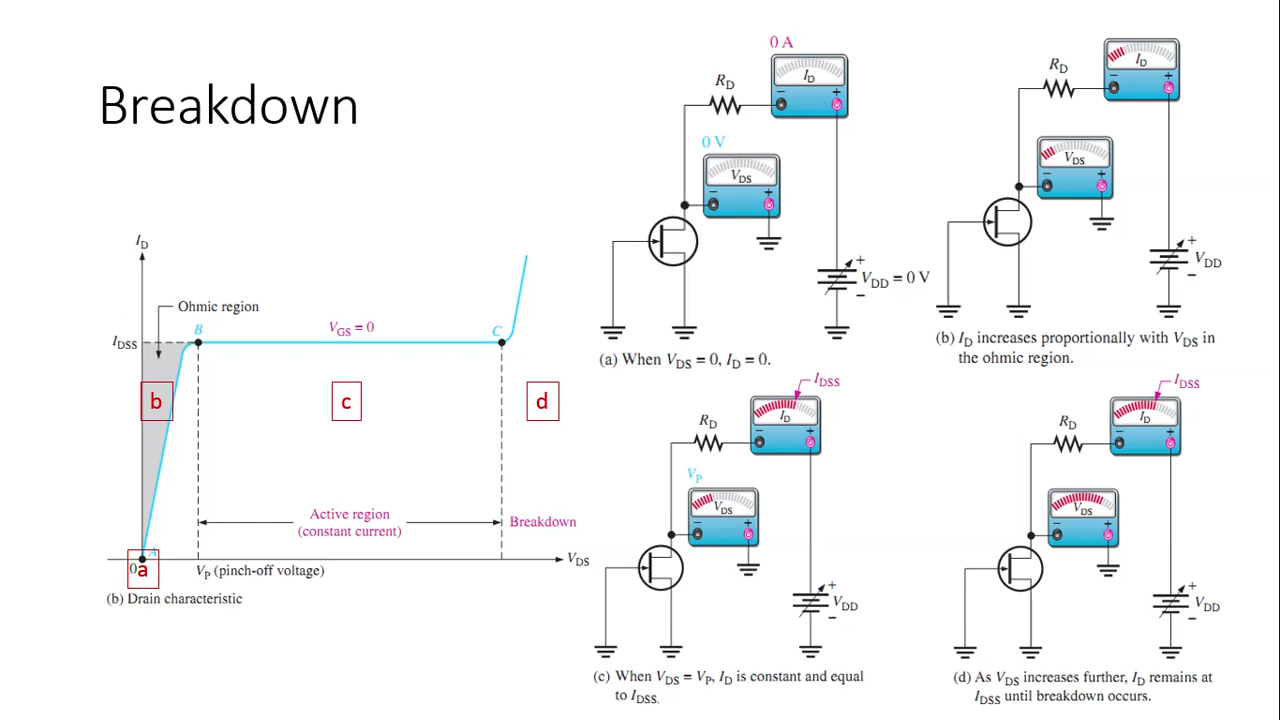 Breakdown
I_D
Ohmic region
B
V_GS = 0
C
I_DSS
b
c
d
Active region
(constant current)
Breakdown
A
0
a
V_P (pinch-off voltage)
V_DS
(b) Drain characteristic
0 A
R_D
I_D
- +
0 V
V_DS
- +
+
V_DD = 0 V
-
(a) When V_DS = 0, I_D = 0.
R_D
I_D
- +
V_DS
- +
+
V_DD
-
(b) I_D increases proportionally with V_DS in
the ohmic region.
I_DSS
R_D
I_D
- +
V_P
V_DS
- +
+
V_DD
-
(c) When V_DS = V_P, I_D is constant and equal
to I_DSS.
I_DSS
R_D
I_D
- +
V_DS
- +
+
V_DD
-
(d) As V_DS increases further, I_D remains at
I_DSS until breakdown occurs.